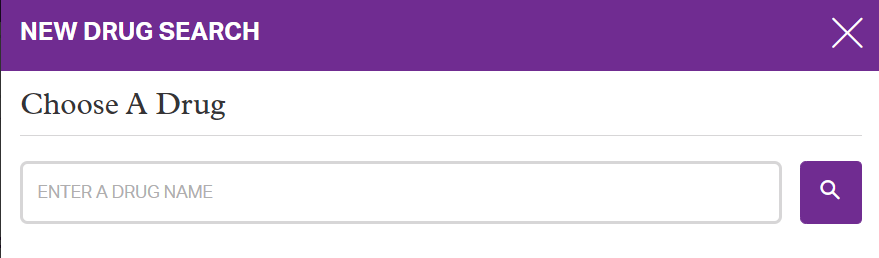 NEW DRUG SEARCH
Choose A Drug
ENTER A DRUG NAME